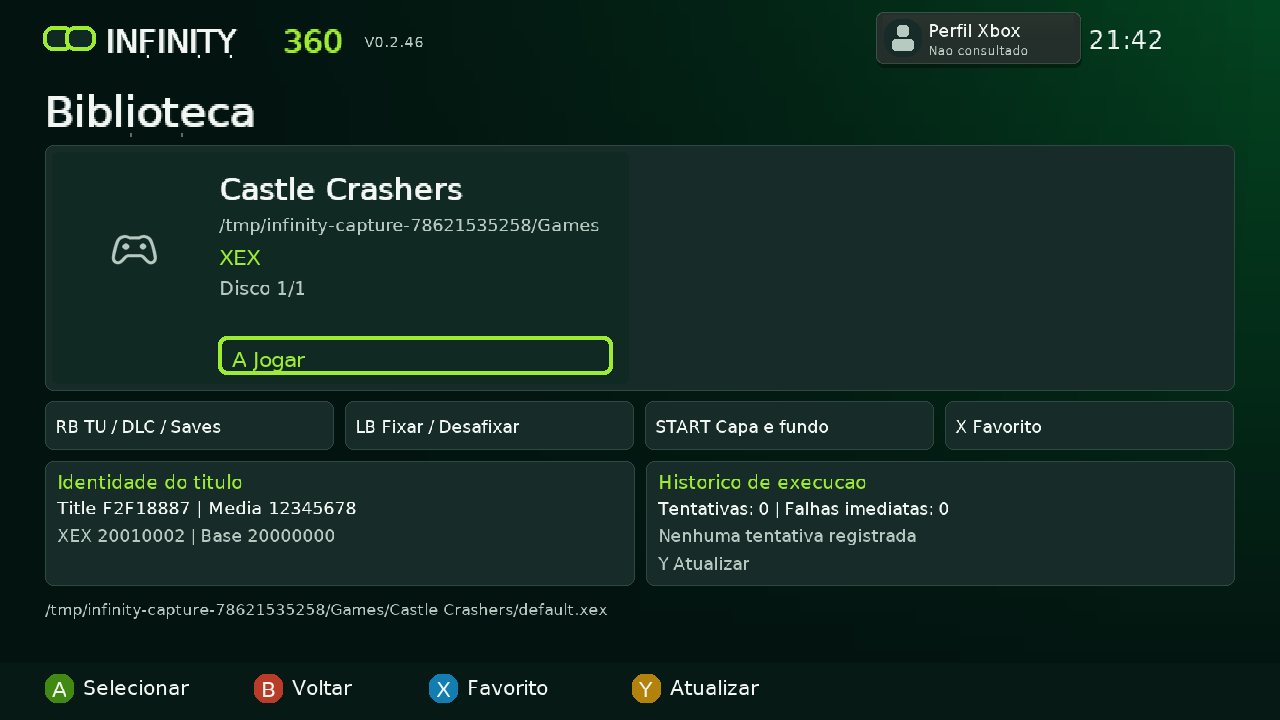 INFINITY 360 V0.2.46
Perfil Xbox
Nao consultado
21:42
Biblioteca
Castle Crashers
/tmp/infinity-capture-78621535258/Games
XEX
Disco 1/1
A Jogar
RB TU / DLC / Saves
LB Fixar / Desafixar
START Capa e fundo
X Favorito
Identidade do titulo
Title F2F18887 | Media 12345678
XEX 20010002 | Base 20000000
Historico de execucao
Tentativas: 0 | Falhas imediatas: 0
Nenhuma tentativa registrada
Y Atualizar
/tmp/infinity-capture-78621535258/Games/Castle Crashers/default.xex
A Selecionar
B Voltar
X Favorito
Y Atualizar